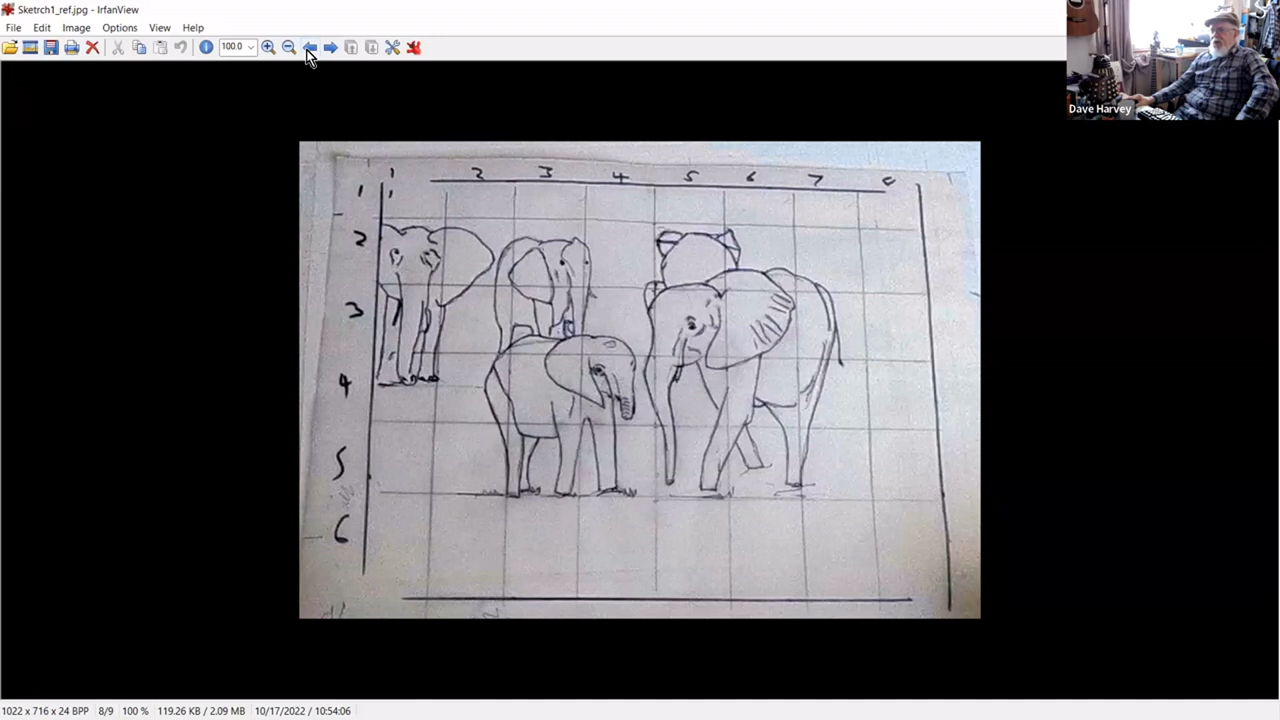 Sketrch1_ref.jpg - IrfanView
File Edit Image Options View Help
100.0
Dave Harvey
1 2 3 4 5 6 7 8
1
1
2
3
4
5
6
1022 x 716 x 24 BPP 8/9 100 % 119.26 KB / 2.09 MB 10/17/2022 / 10:54:06